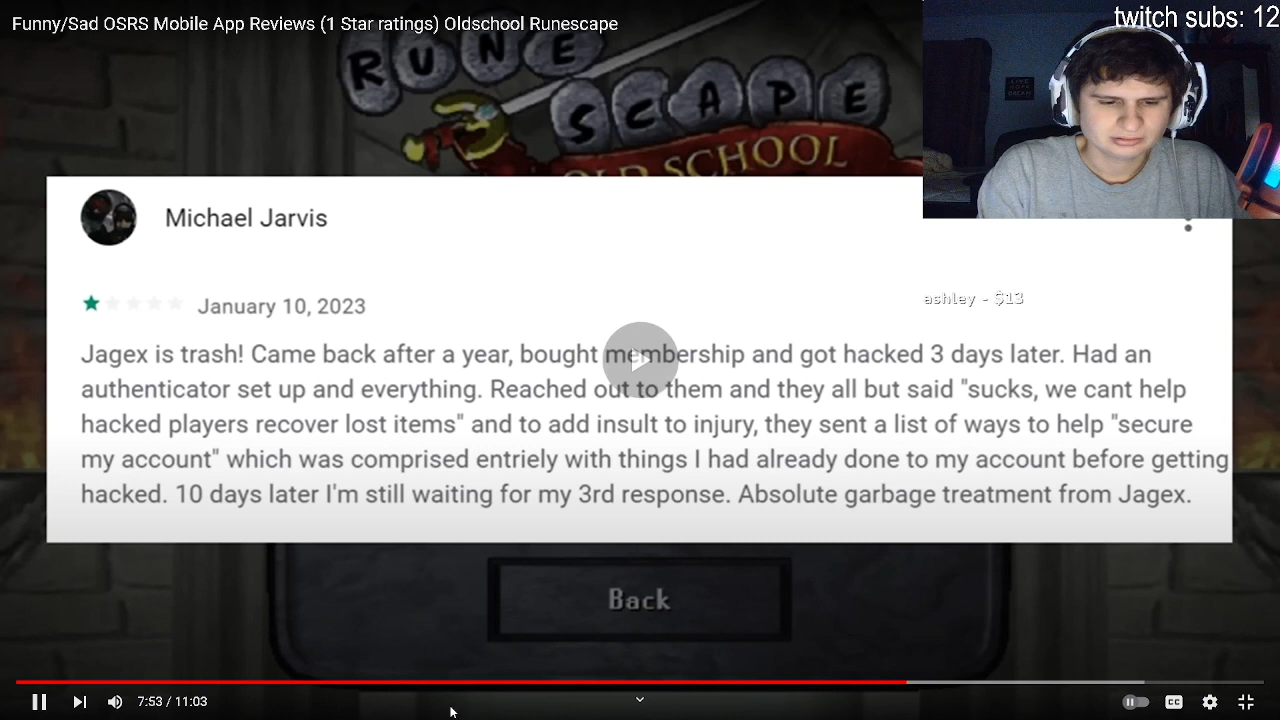 Funny/Sad OSRS Mobile App Reviews (1 Star ratings) Oldschool Runescape
twitch subs: 12
RUNE
SCAPE
OLD SCHOOL
Michael Jarvis
January 10, 2023
ashley - $13
Jagex is trash! Came back after a year, bought membership and got hacked 3 days later. Had an
authenticator set up and everything. Reached out to them and they all but said "sucks, we cant help
hacked players recover lost items" and to add insult to injury, they sent a list of ways to help "secure
my account" which was comprised entriely with things I had already done to my account before getting
hacked. 10 days later I'm still waiting for my 3rd response. Absolute garbage treatment from Jagex.
Back
7:53 / 11:03
CC